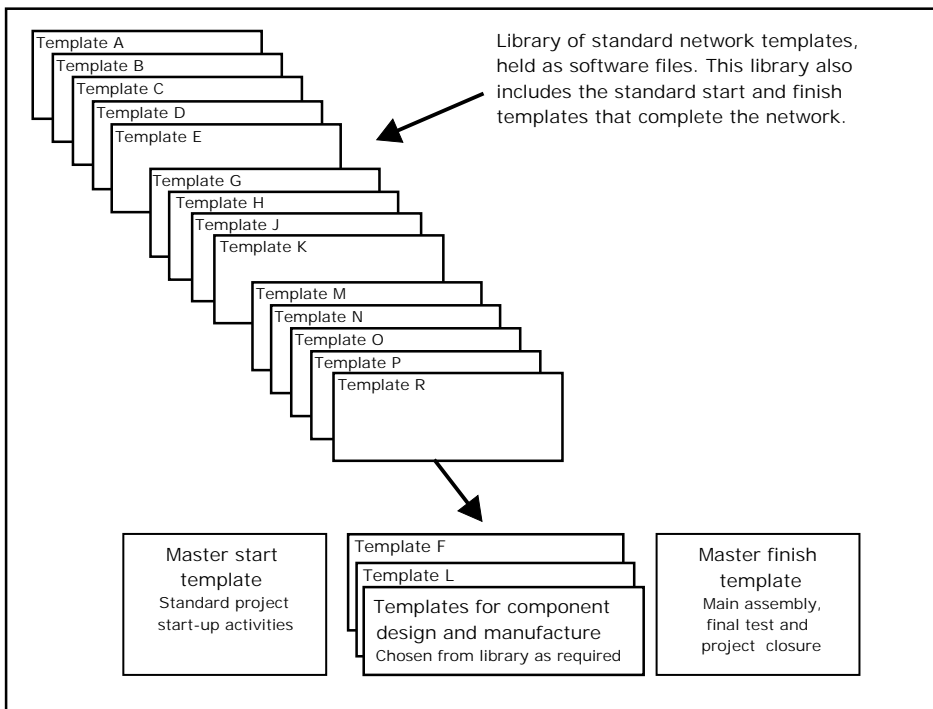 Template A
Template B
Template C
Template D
Template E
Template G
Template H
Template J
Template K
Template M
Template N
Template O
Template P
Template R
Library of standard network templates,
held as software files. This library also
includes the standard start and finish
templates that complete the network.
Master start
template
Standard project
start-up activities
Template F
Template L
Templates for component
design and manufacture
Chosen from library as required
Master finish
template
Main assembly,
final test and
project closure